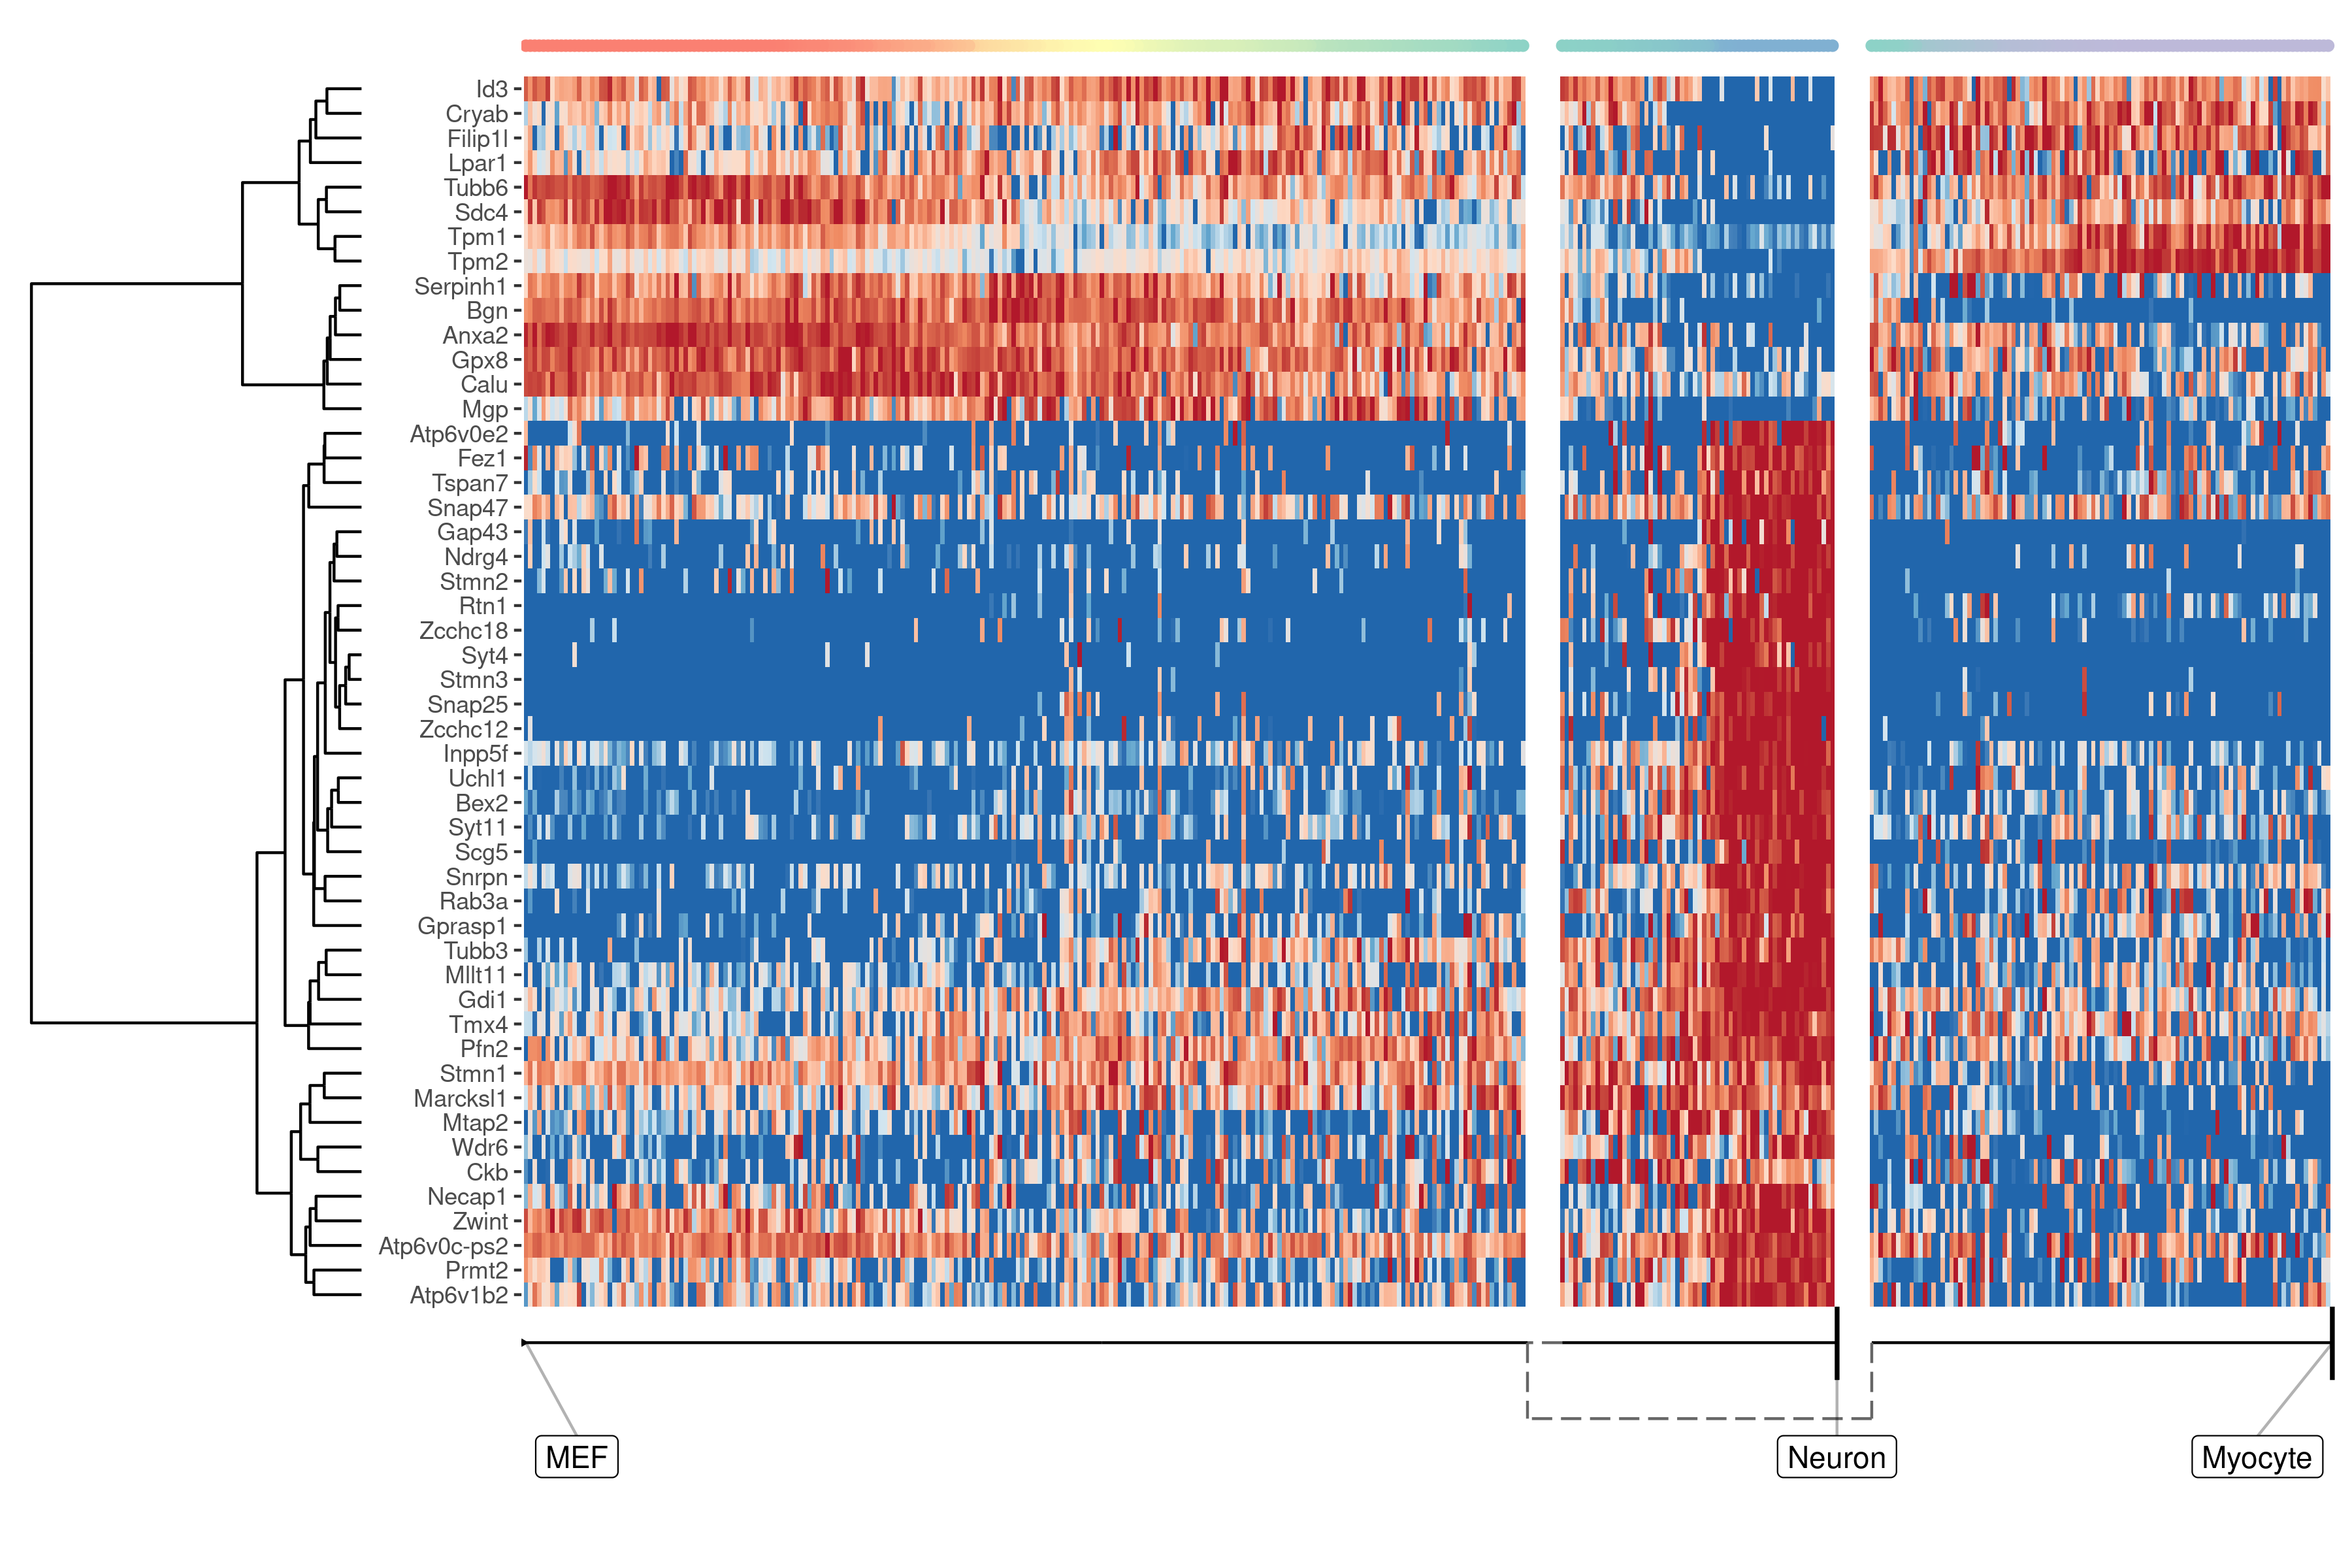 Id3
Cryab
Filip1l
Lpar1
Tubb6
Sdc4
Tpm1
Tpm2
Serpinh1
Bgn
Anxa2
Gpx8
Calu
Mgp
Atp6v0e2
Fez1
Tspan7
Snap47
Gap43
Ndrg4
Stmn2
Rtn1
Zcchc18
Syt4
Stmn3
Snap25
Zcchc12
Inpp5f
Uchl1
Bex2
Syt11
Scg5
Snrpn
Rab3a
Gprasp1
Tubb3
Mllt11
Gdi1
Tmx4
Pfn2
Stmn1
Marcksl1
Mtap2
Wdr6
Ckb
Necap1
Zwint
Atp6v0c-ps2
Prmt2
Atp6v1b2
MEF
Neuron
Myocyte